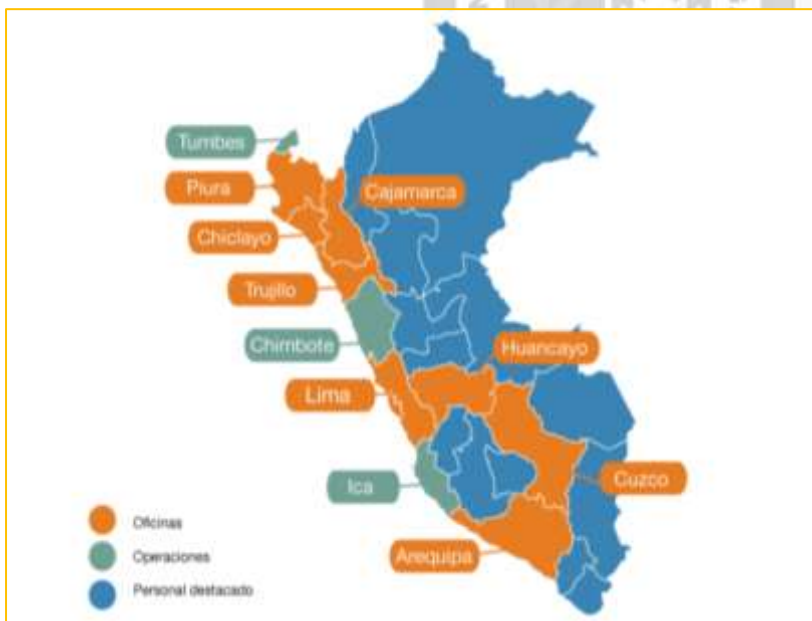 Tumbes
Piura
Cajamarca
Chiclayo
Trujillo
Chimbote
Huancayo
Lima
Ica
Cuzco
Arequipa
Oficinas
Operaciones
Personal destacado